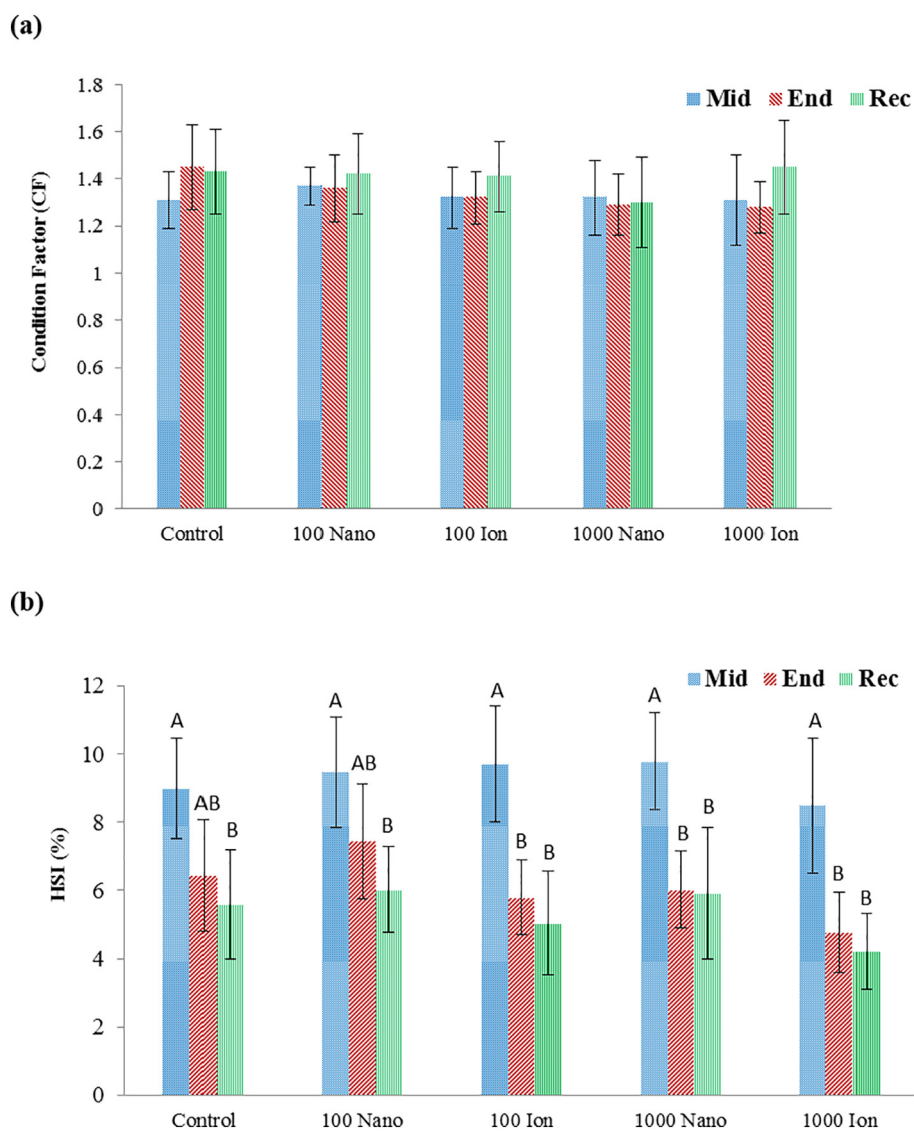 (a)
Condition Factor (CF)
1.8
1.6
1.4
1.2
1
0.8
0.6
0.4
0.2
0
Mid End Rec
Control 100 Nano 100 Ion 1000 Nano 1000 Ion
(b)
HSI (%)
12
10
8
6
4
2
0
Mid End Rec
A AB B A AB B A B B A B B A B B
Control 100 Nano 100 Ion 1000 Nano 1000 Ion